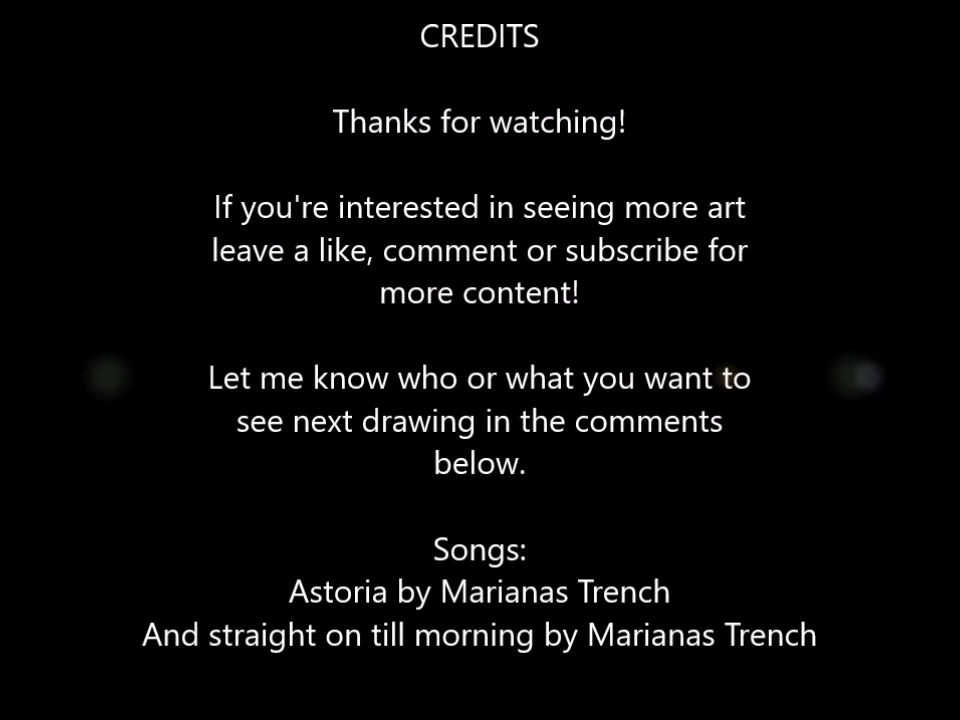 CREDITS
Thanks for watching!
If you're interested in seeing more art
leave a like, comment or subscribe for
more content!
Let me know who or what you want to
see next drawing in the comments
below.
Songs:
Astoria by Marianas Trench
And straight on till morning by Marianas Trench